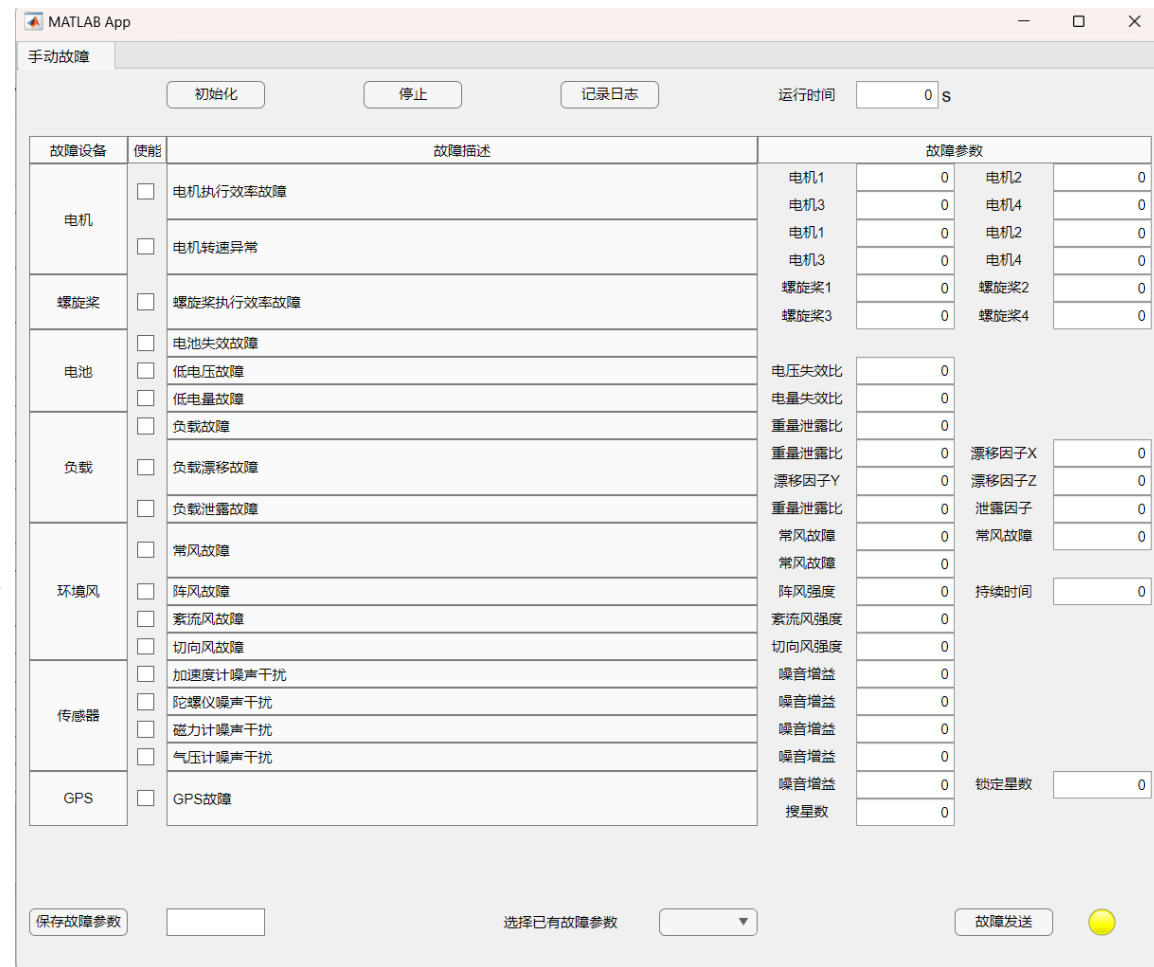 MATLAB App
手动故障
初始化 停止 记录日志 运行时间 0 s
故障设备 使能 故障描述 故障参数
电机 电机执行效率故障 电机1 0 电机2 0
电机3 0 电机4 0
电机转速异常 电机1 0 电机2 0
电机3 0 电机4 0
螺旋桨 螺旋桨执行效率故障 螺旋桨1 0 螺旋桨2 0
螺旋桨3 0 螺旋桨4 0
电池 电池失效故障
低电压故障 电压失效比 0
低电量故障 电量失效比 0
负载 负载故障 重量泄露比 0
负载漂移故障 重量泄露比 0 漂移因子X 0
漂移因子Y 0 漂移因子Z 0
负载泄露故障 重量泄露比 0 泄露因子 0
环境风 常风故障 常风故障 0 常风故障 0
常风故障 0
阵风故障 阵风强度 0 持续时间 0
紊流风故障 紊流风强度 0
切向风故障 切向风强度 0
传感器 加速度计噪声干扰 噪音增益 0
陀螺仪噪声干扰 噪音增益 0
磁力计噪声干扰 噪音增益 0
气压计噪声干扰 噪音增益 0
GPS GPS故障 噪音增益 0 锁定星数 0
搜星数 0
保存故障参数 选择已有故障参数 故障发送